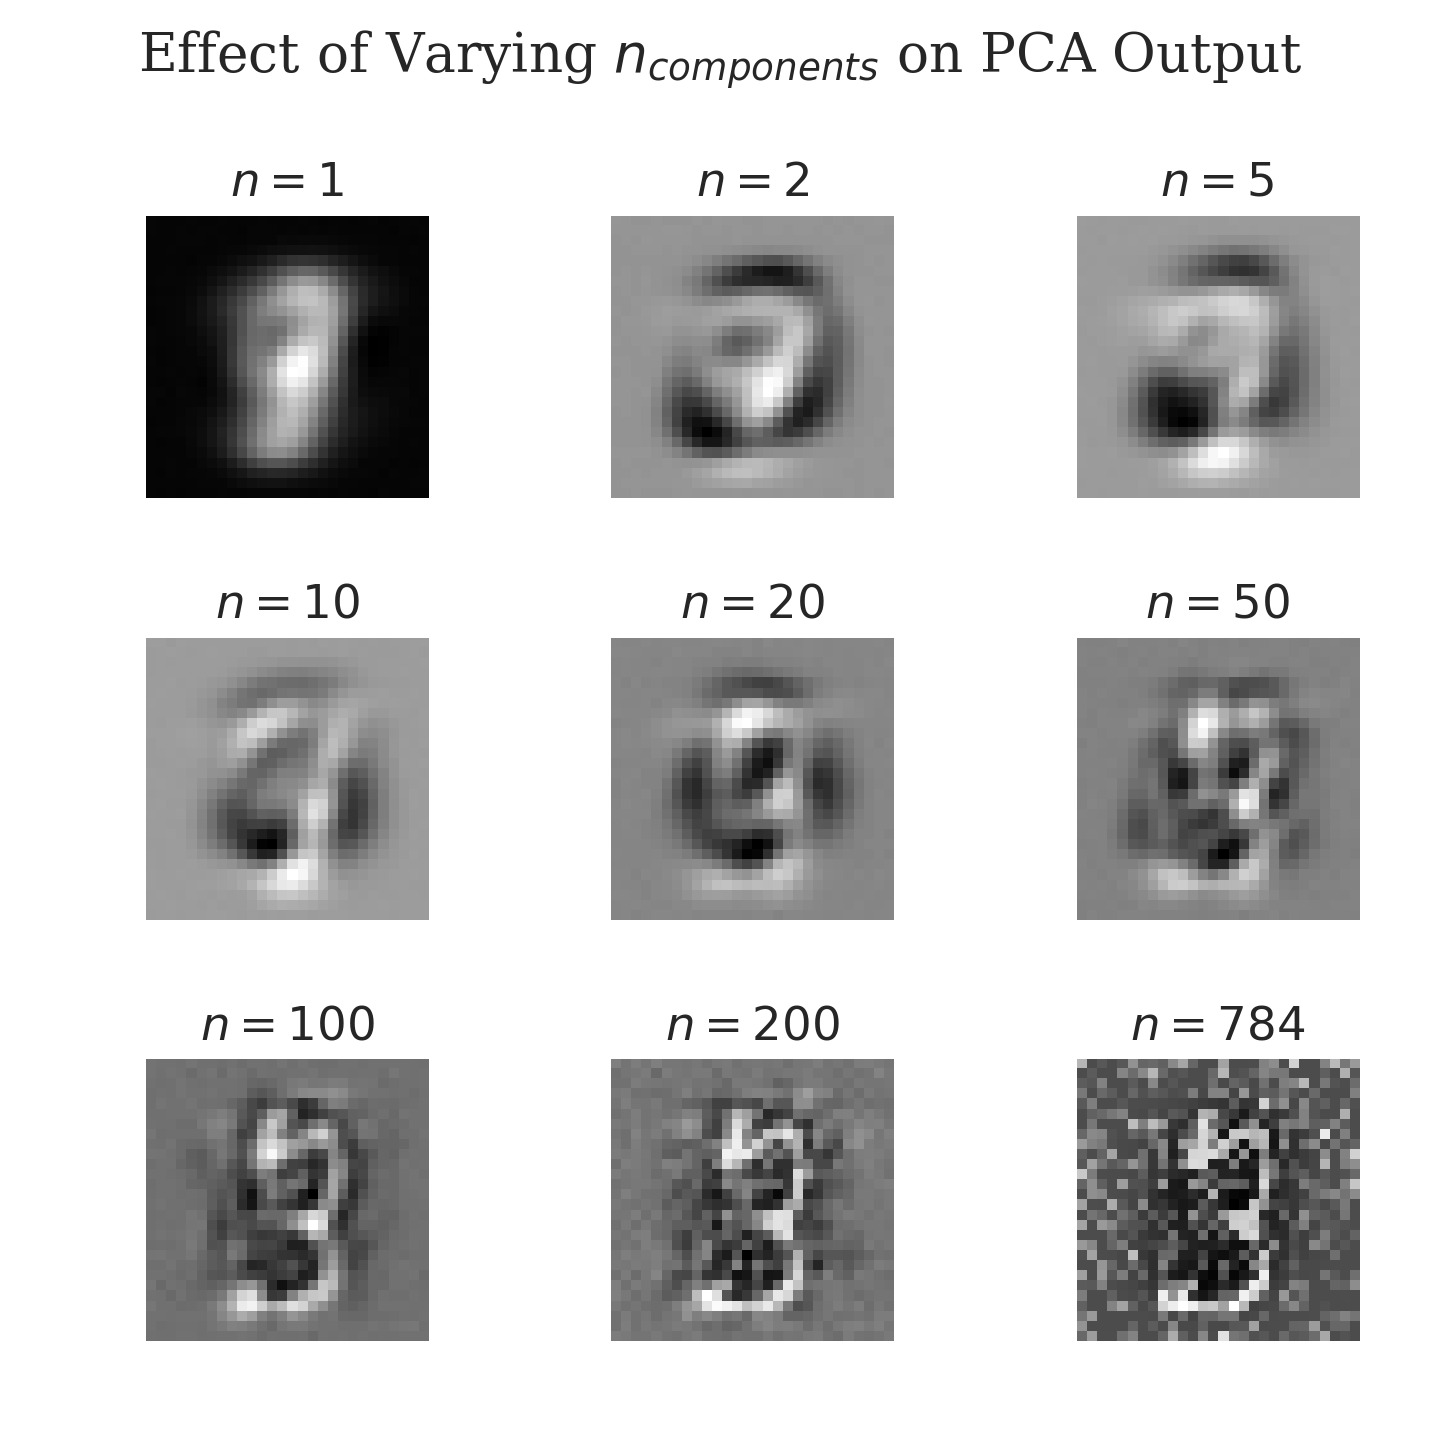 Effect of Varying n_components on PCA Output
n = 1
n = 2
n = 5
n = 10
n = 20
n = 50
n = 100
n = 200
n = 784